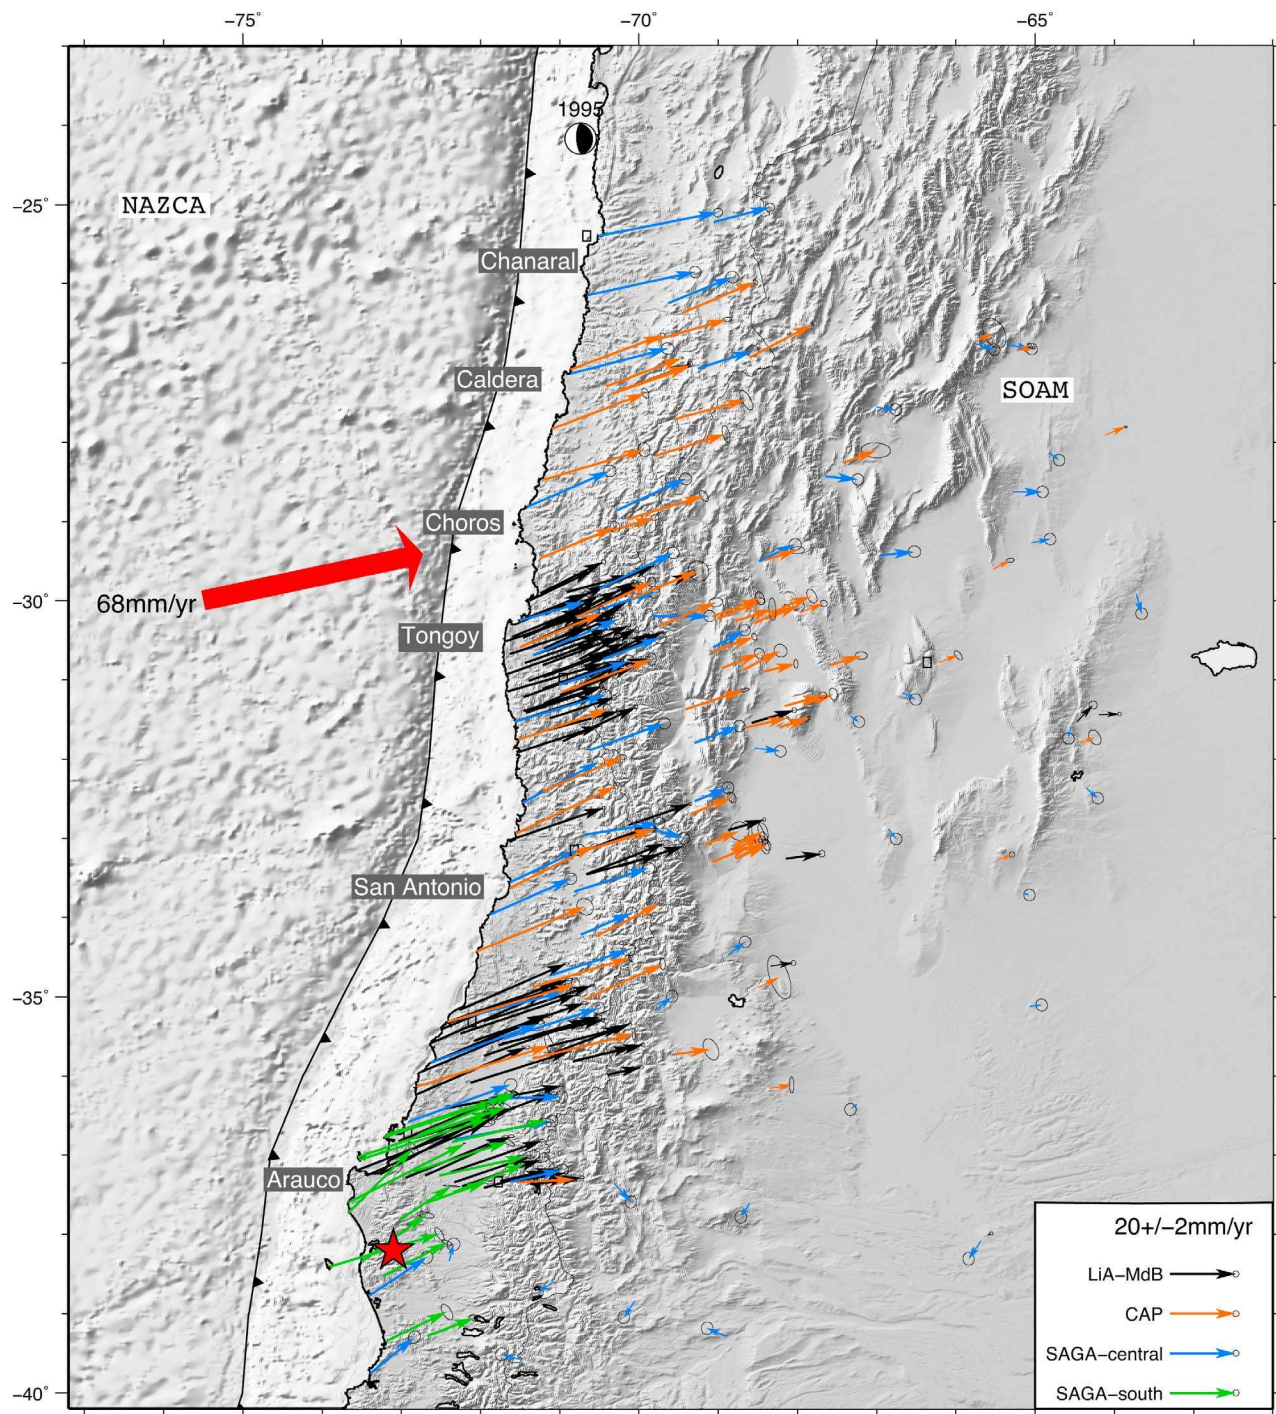 −75°
−70°
−65°
1995
−25°
NAZCA
Chanaral
Caldera
SOAM
Choros
−30°
68mm/yr
Tongoy
San Antonio
−35°
Arauco
20+/−2mm/yr
LiA−MdB
CAP
SAGA−central
SAGA−south
−40°